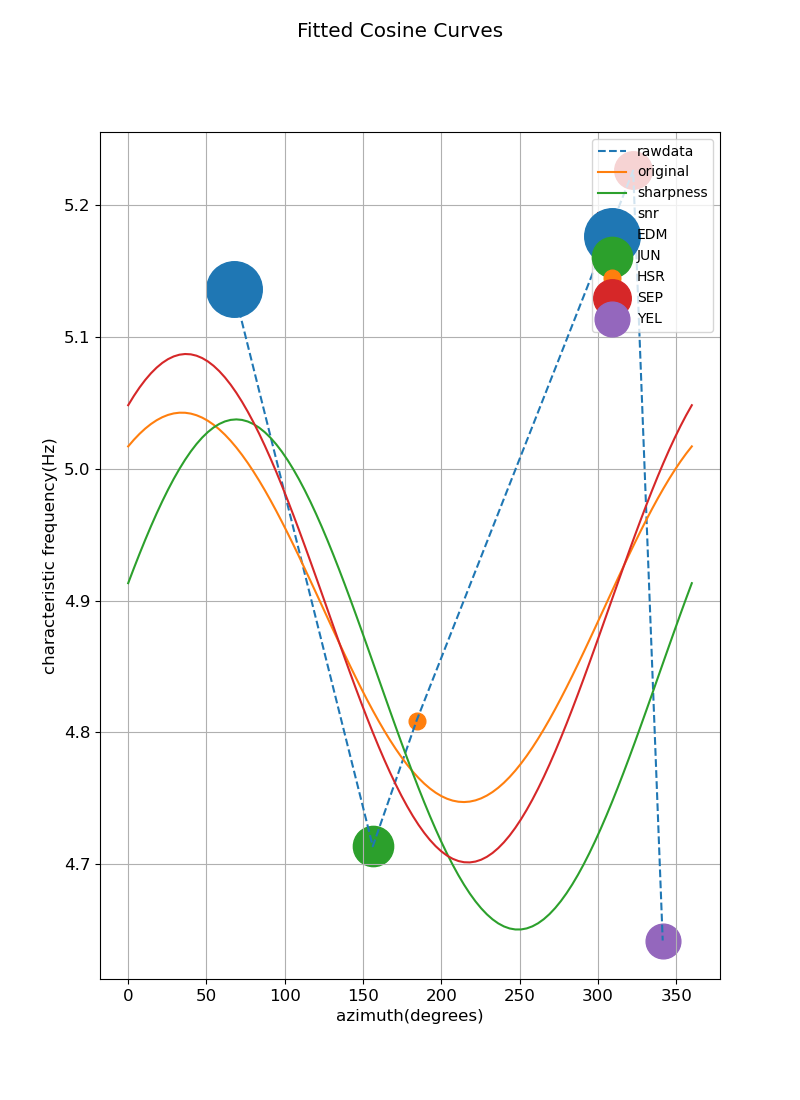 Fitted Cosine Curves
rawdata
original
sharpness
snr
EDM
JUN
HSR
SEP
YEL
5.2
5.1
5.0
4.9
4.8
4.7
characteristic frequency(Hz)
0 50 100 150 200 250 300 350
azimuth(degrees)